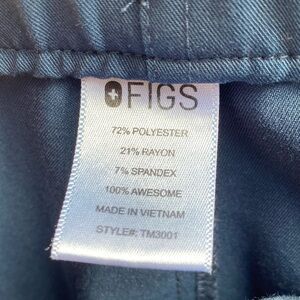 FIGS
72% POLYESTER
21% RAYON
7% SPANDEX
100% AWESOME
MADE IN VIETNAM
STYLE#: TM3001